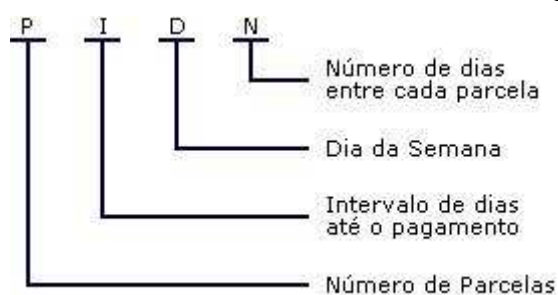 P I D N
Número de dias
entre cada parcela
Dia da Semana
Intervalo de dias
até o pagamento
Número de Parcelas